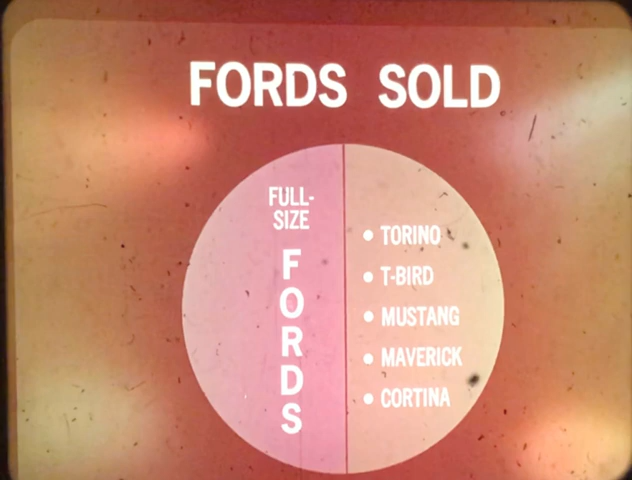 FORDS SOLD
FULL-
SIZE
F
O
R
D
S
• TORINO
• T-BIRD
• MUSTANG
• MAVERICK
• CORTINA